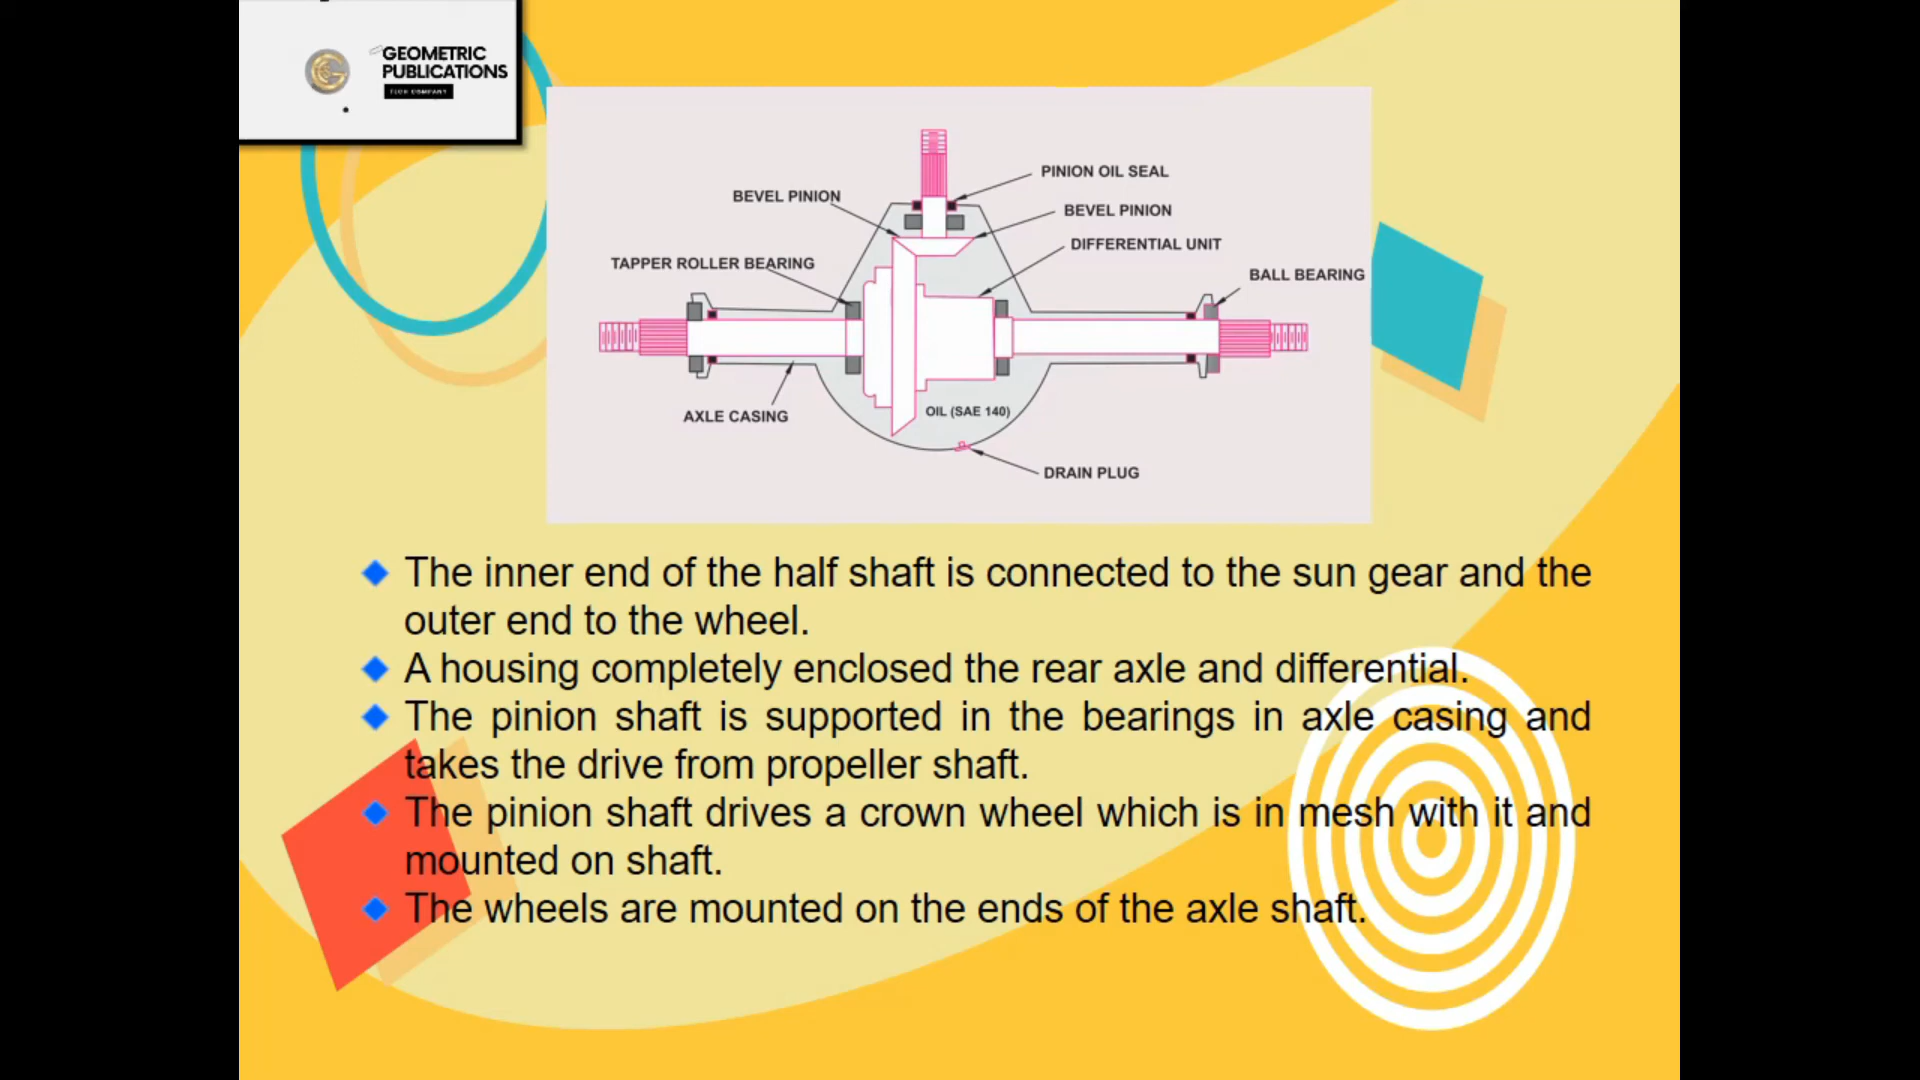 GEOMETRIC
PUBLICATIONS
TECH COMPANY
PINION OIL SEAL
BEVEL PINION
BEVEL PINION
DIFFERENTIAL UNIT
TAPPER ROLLER BEARING
BALL BEARING
AXLE CASING
OIL (SAE 140)
DRAIN PLUG
The inner end of the half shaft is connected to the sun gear and the
outer end to the wheel.
A housing completely enclosed the rear axle and differential.
The pinion shaft is supported in the bearings in axle casing and
takes the drive from propeller shaft.
The pinion shaft drives a crown wheel which is in mesh with it and
mounted on shaft.
The wheels are mounted on the ends of the axle shaft.